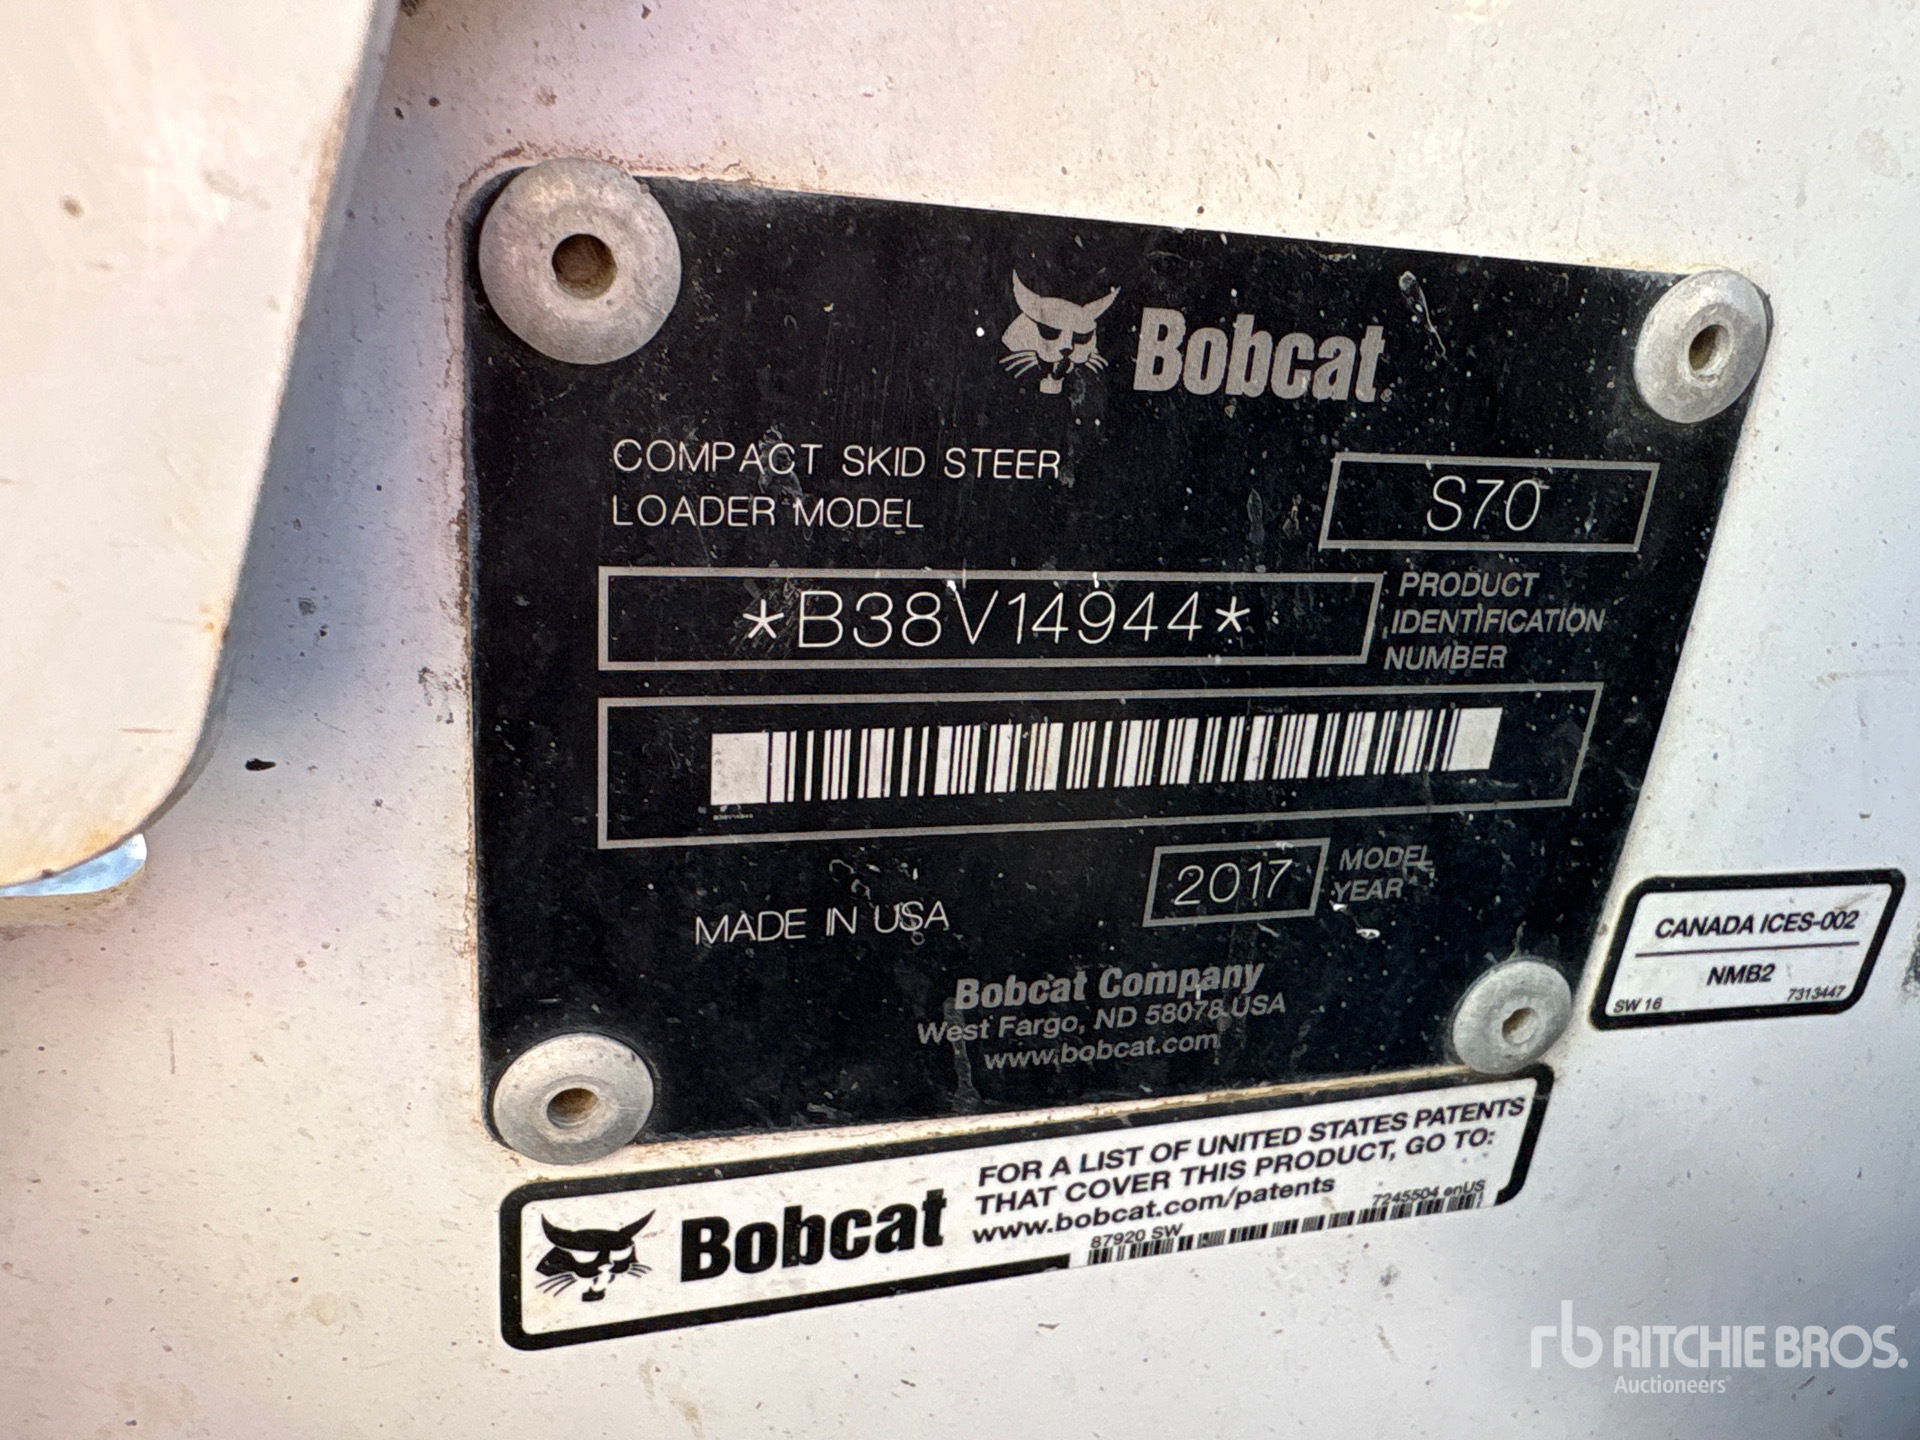 Bobcat
COMPACT SKID STEER
LOADER MODEL
S70
*B38V14944*
PRODUCT
IDENTIFICATION
NUMBER
2017
MODEL
YEAR
MADE IN USA
Bobcat Company
West Fargo, ND 58078 USA
www.bobcat.com
CANADA ICES-002
NMB2
SW 16
7313447
Bobcat
FOR A LIST OF UNITED STATES PATENTS
THAT COVER THIS PRODUCT, GO TO:
www.bobcat.com/patents
87920 SW
7245504 enUS
rb RITCHIE BROS.
Auctioneers